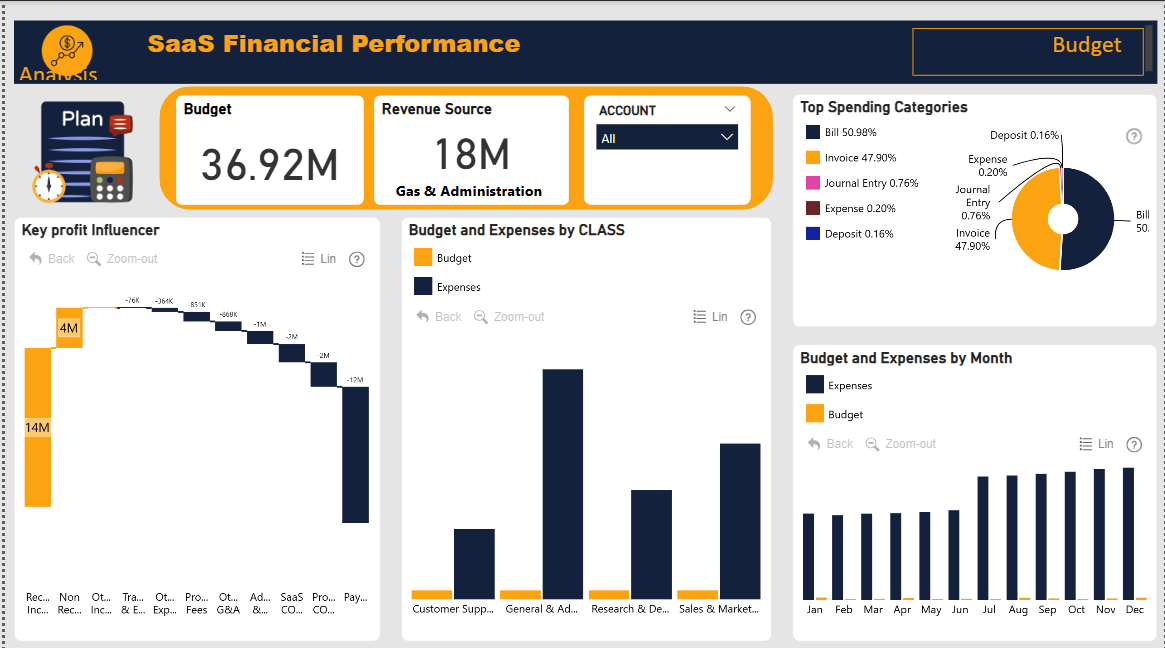 SaaS Financial Performance
Budget
Analysis
Plan
Budget
36.92M
Revenue Source
18M
Gas & Administration
ACCOUNT
All
Top Spending Categories
Bill 50.98%
Invoice 47.90%
Journal Entry 0.76%
Expense 0.20%
Deposit 0.16%
?
Deposit 0.16%
Expense
0.20%
Journal
Entry
0.76%
Invoice
47.90%
Bill
50.
Key profit Influencer
Back Zoom-out Lin ?
14M
4M
-76K
-364K
-851K
-868K
-1M
-2M
-2M
-12M
Rec... Non Ot... Tra... Ot... Pro... Ot... Ad... SaaS Pro... Pay...
Inc... Rec... Inc... & E... Exp... Fees G&A &... CO... CO...
Budget and Expenses by CLASS
Budget
Expenses
Back Zoom-out Lin ?
Customer Supp... General & Ad... Research & De... Sales & Market...
Budget and Expenses by Month
Expenses
Budget
Back Zoom-out Lin ?
Jan Feb Mar Apr May Jun Jul Aug Sep Oct Nov Dec